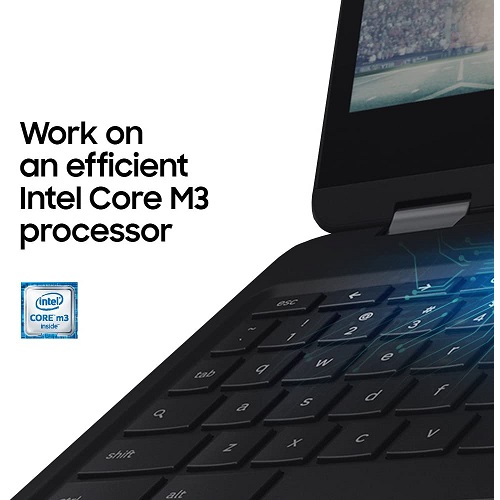 Work on
an efficient
Intel Core M3
processor
intel
CORE m3
inside
esc
~ ! @ # $
` 1 2 3 4
tab q w e r
a s d f
shift z x c v
alt